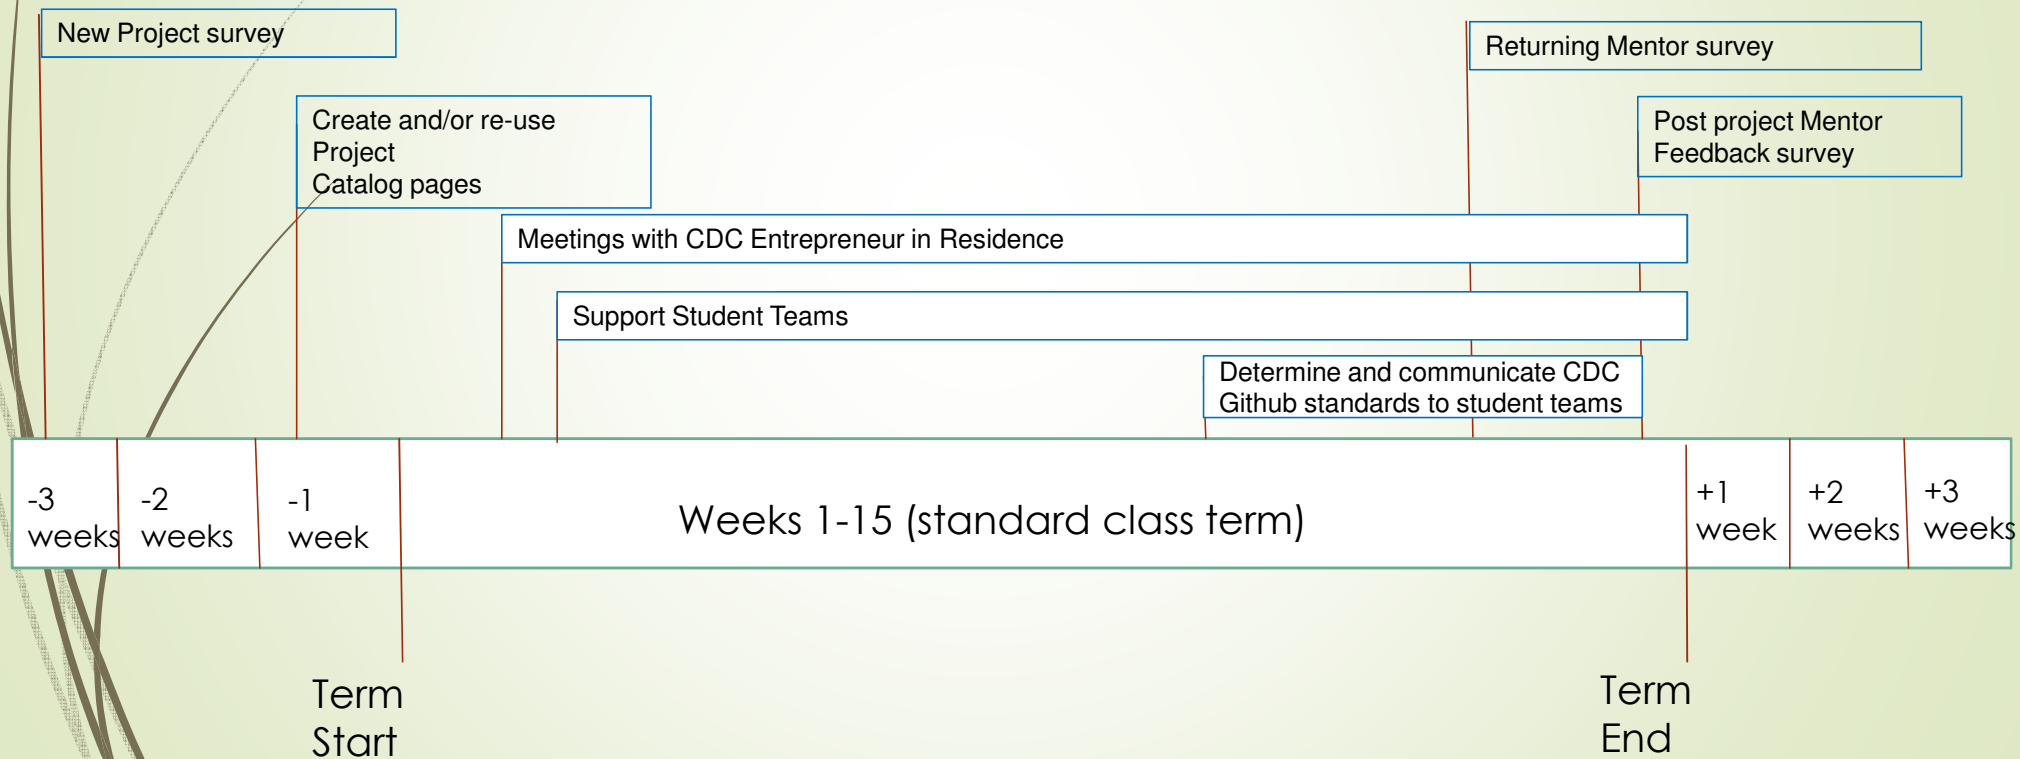 New Project survey
Returning Mentor survey
Create and/or re-use
Project
Catalog pages
Post project Mentor
Feedback survey
Meetings with CDC Entrepreneur in Residence
Support Student Teams
Determine and communicate CDC
Github standards to student teams
-3
weeks
-2
weeks
-1
week
Weeks 1-15 (standard class term)
+1
week
+2
weeks
+3
weeks
Term
Start
Term
End